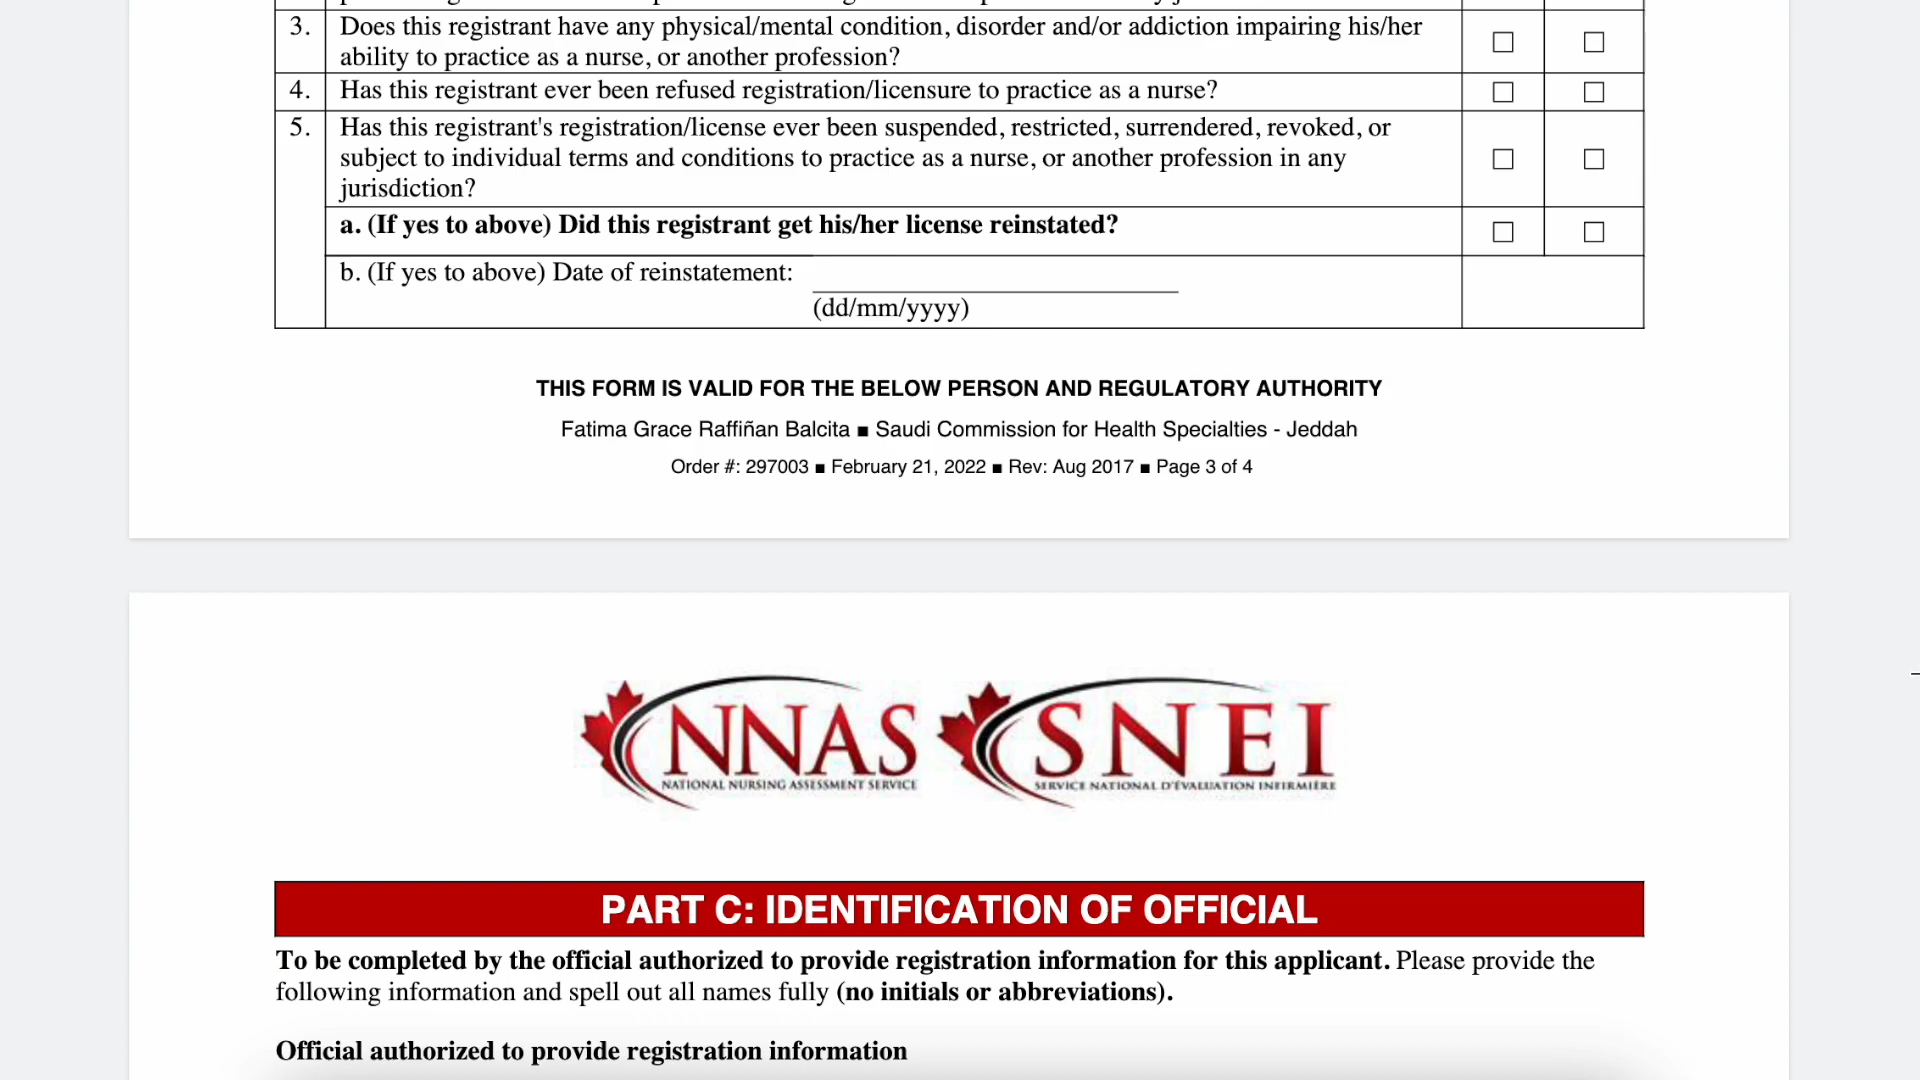 3. Does this registrant have any physical/mental condition, disorder and/or addiction impairing his/her
ability to practice as a nurse, or another profession?
4. Has this registrant ever been refused registration/licensure to practice as a nurse?
5. Has this registrant's registration/license ever been suspended, restricted, surrendered, revoked, or
subject to individual terms and conditions to practice as a nurse, or another profession in any
jurisdiction?
a. (If yes to above) Did this registrant get his/her license reinstated?
b. (If yes to above) Date of reinstatement:
(dd/mm/yyyy)
THIS FORM IS VALID FOR THE BELOW PERSON AND REGULATORY AUTHORITY
Fatima Grace Raffiñan Balcita ■ Saudi Commission for Health Specialties - Jeddah
Order #: 297003 ■ February 21, 2022 ■ Rev: Aug 2017 ■ Page 3 of 4
NNAS SNEI
NATIONAL NURSING ASSESSMENT SERVICE SERVICE NATIONAL D'ÉVALUATION INFIRMIÈRE
PART C: IDENTIFICATION OF OFFICIAL
To be completed by the official authorized to provide registration information for this applicant. Please provide the
following information and spell out all names fully (no initials or abbreviations).
Official authorized to provide registration information